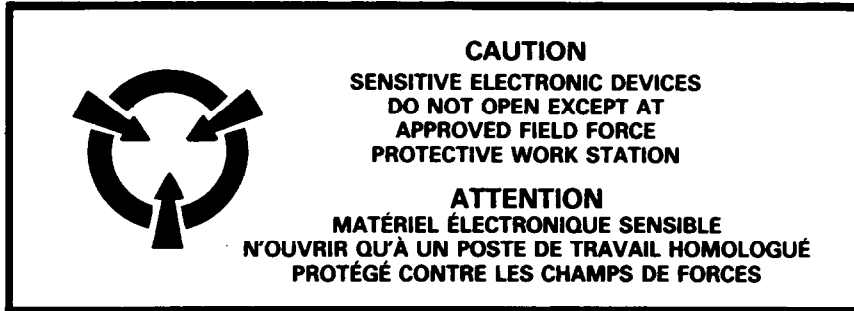 CAUTION
SENSITIVE ELECTRONIC DEVICES
DO NOT OPEN EXCEPT AT
APPROVED FIELD FORCE
PROTECTIVE WORK STATION
ATTENTION
MATÉRIEL ÉLECTRONIQUE SENSIBLE
N'OUVRIR QU'À UN POSTE DE TRAVAIL HOMOLOGUÉ
PROTÉGÉ CONTRE LES CHAMPS DE FORCES